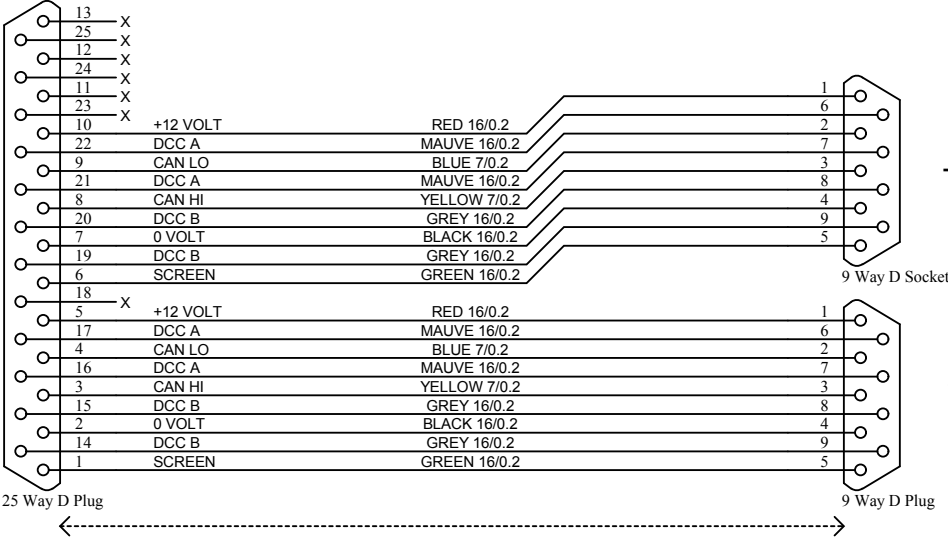 13 X
25 X
12 X
24 X
11 X
23 X
1
6
10 +12 VOLT RED 16/0.2 2
22 DCC A MAUVE 16/0.2 7
9 CAN LO BLUE 7/0.2 3
21 DCC A MAUVE 16/0.2 8
8 CAN HI YELLOW 7/0.2 4
20 DCC B GREY 16/0.2 9
7 0 VOLT BLACK 16/0.2 5
19 DCC B GREY 16/0.2
6 SCREEN GREEN 16/0.2
9 Way D Socket
18 X
5 +12 VOLT RED 16/0.2 1
17 DCC A MAUVE 16/0.2 6
4 CAN LO BLUE 7/0.2 2
16 DCC A MAUVE 16/0.2 7
3 CAN HI YELLOW 7/0.2 3
15 DCC B GREY 16/0.2 8
2 0 VOLT BLACK 16/0.2 4
14 DCC B GREY 16/0.2 9
1 SCREEN GREEN 16/0.2 5
25 Way D Plug
9 Way D Plug